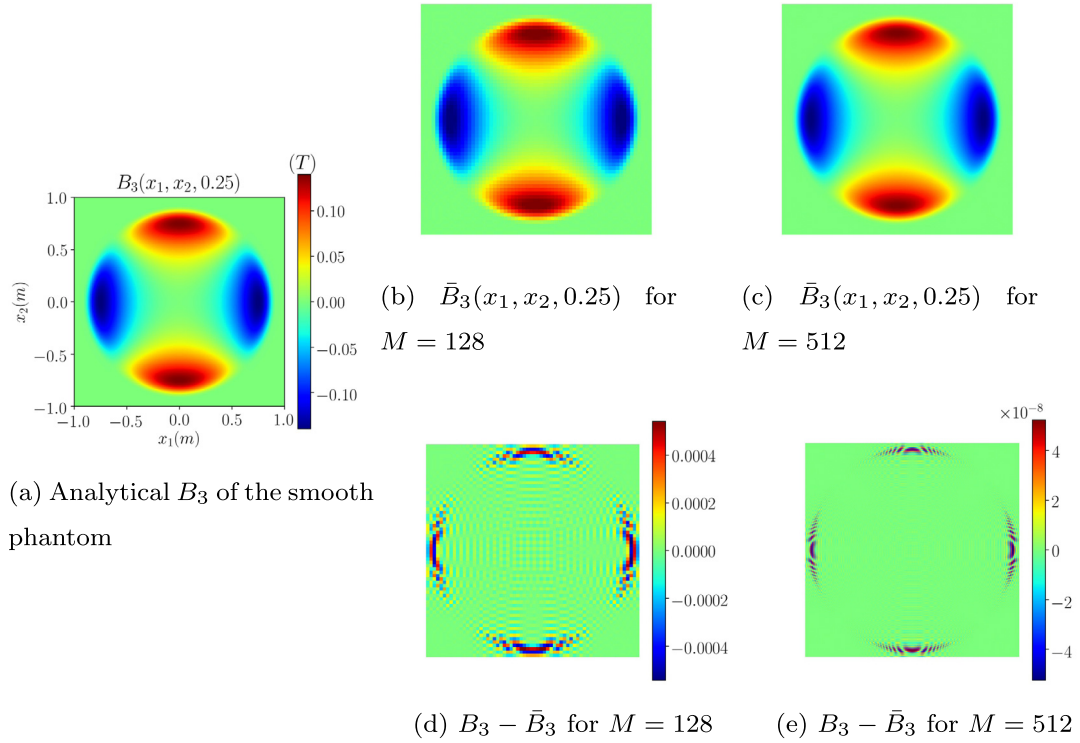 (T)
B₃(x₁, x₂, 0.25)
1.0
0.5
0.0
−0.5
−1.0
x₂(m)
−1.0 −0.5 0.0 0.5 1.0
x₁(m)
0.10
0.05
0.00
−0.05
−0.10
(a) Analytical B₃ of the smooth
phantom
(b) B̄₃(x₁, x₂, 0.25) for
M = 128
(c) B̄₃(x₁, x₂, 0.25) for
M = 512
0.0004
0.0002
0.0000
−0.0002
−0.0004
(d) B₃ − B̄₃ for M = 128
×10⁻⁸
4
2
0
−2
−4
(e) B₃ − B̄₃ for M = 512